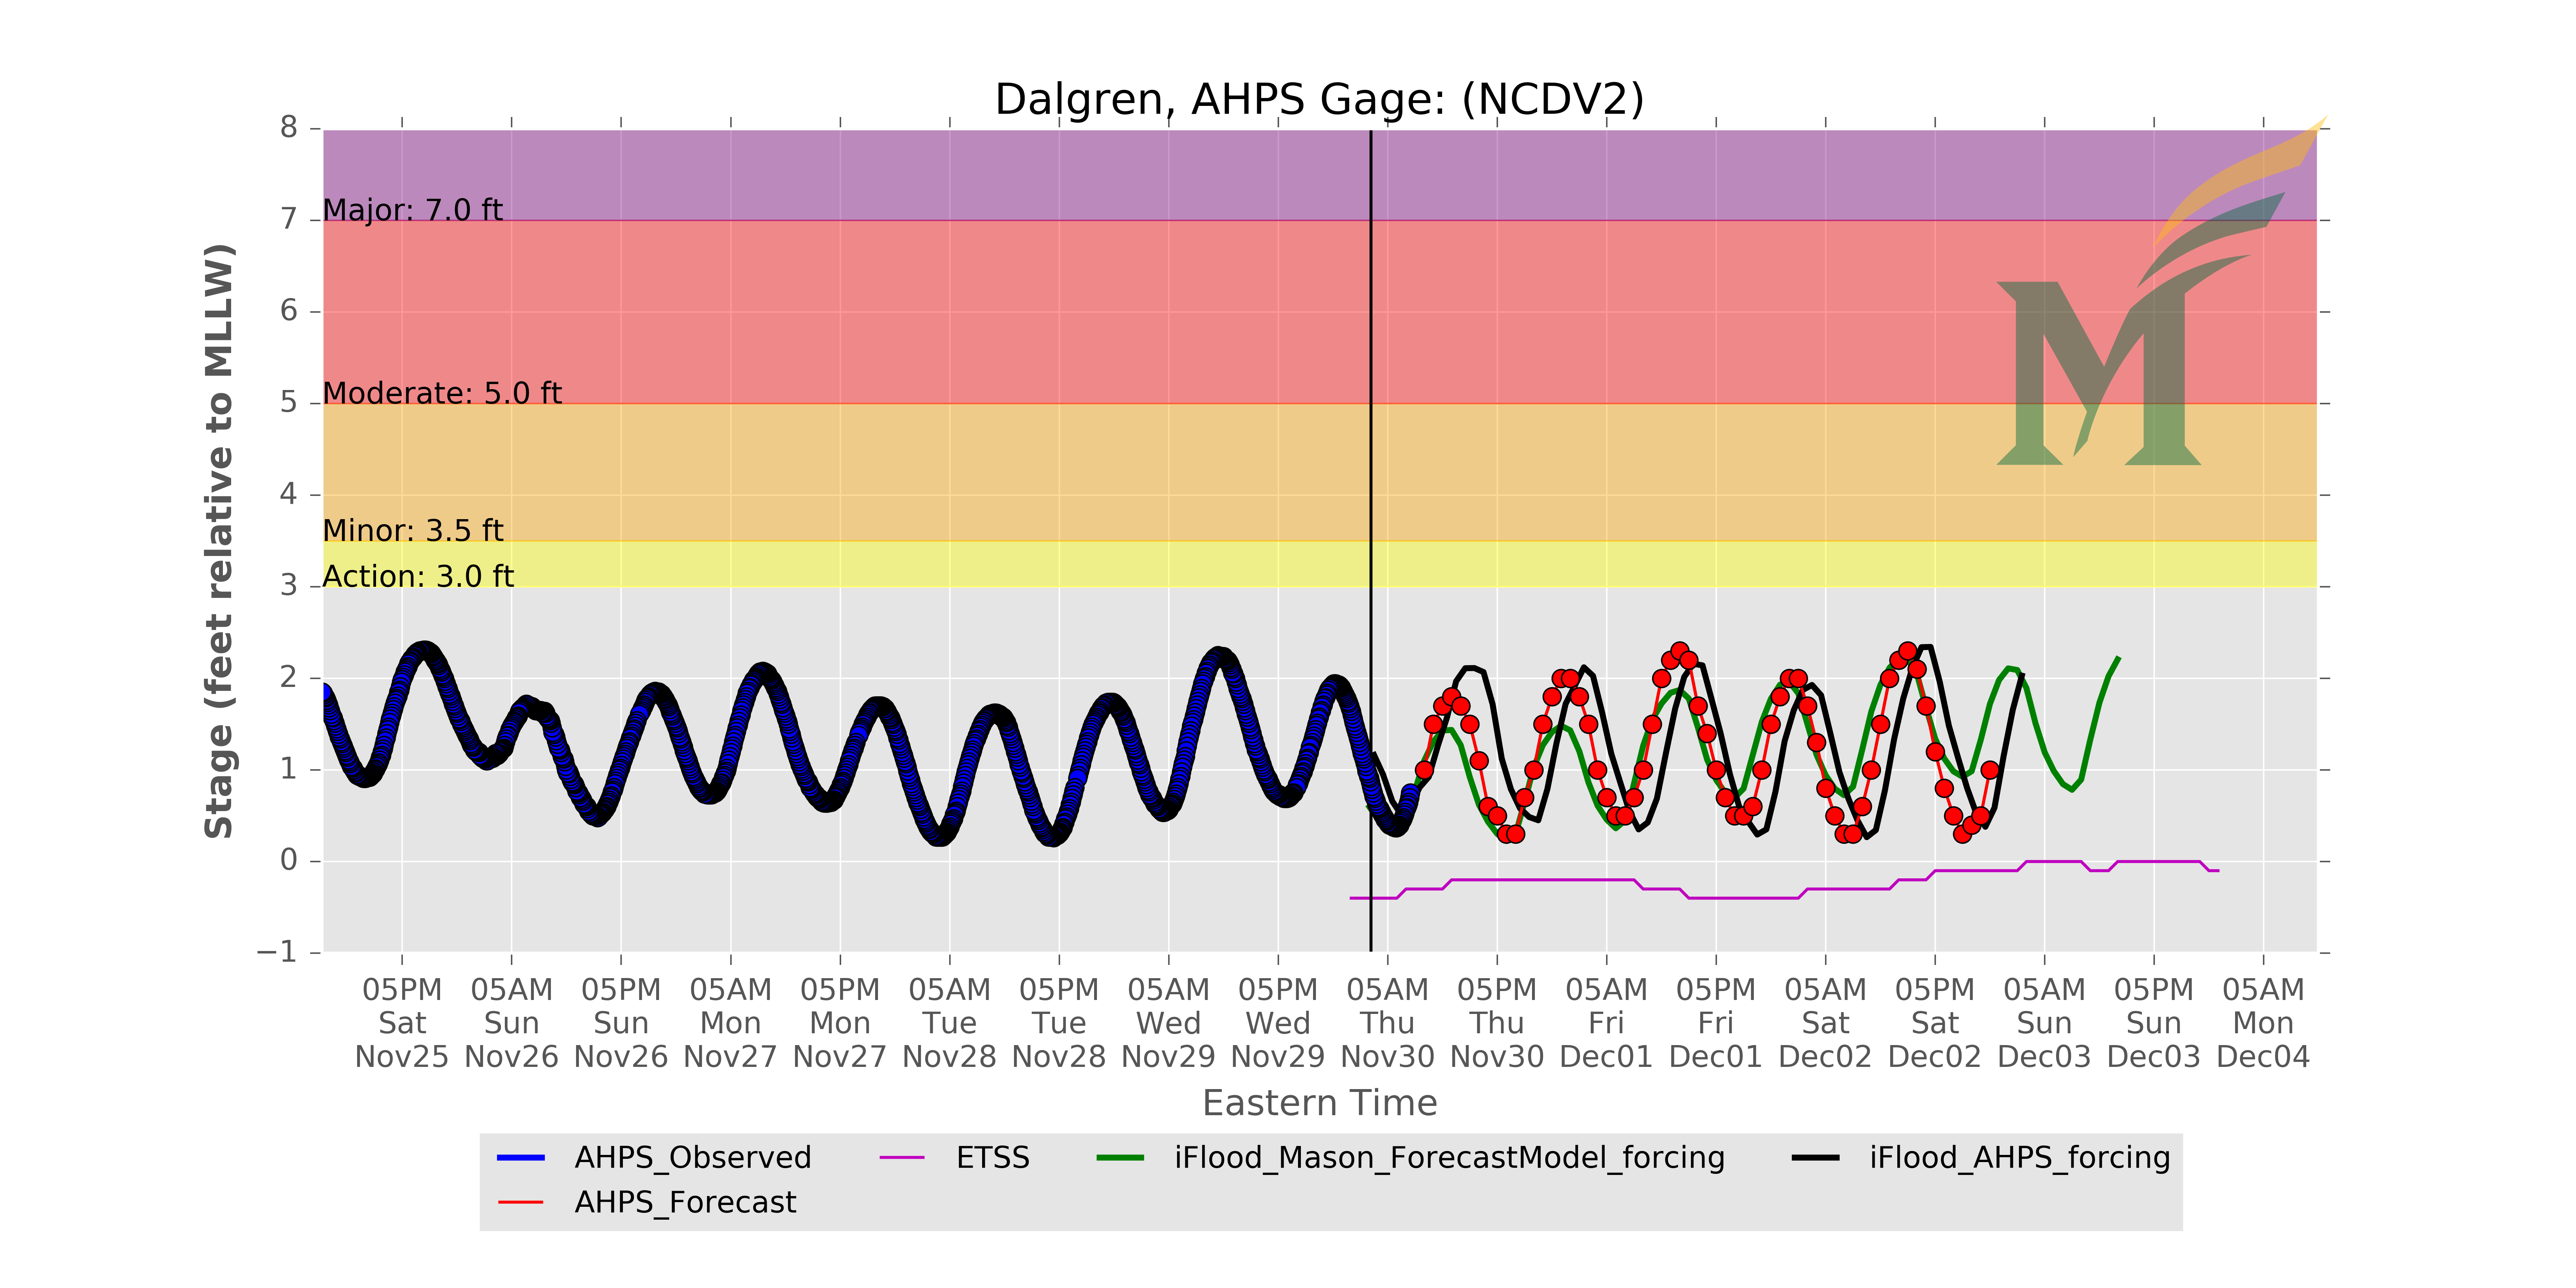 Dalgren, AHPS Gage: (NCDV2)
Stage (feet relative to MLLW)
8
7
6
5
4
3
2
1
0
−1
Major: 7.0 ft
Moderate: 5.0 ft
Minor: 3.5 ft
Action: 3.0 ft
M
05PM 05AM 05PM 05AM 05PM 05AM 05PM 05AM 05PM 05AM 05PM 05AM 05PM 05AM 05PM 05AM 05PM 05AM
Sat Sun Sun Mon Mon Tue Tue Wed Wed Thu Thu Fri Fri Sat Sat Sun Sun Mon
Nov25 Nov26 Nov26 Nov27 Nov27 Nov28 Nov28 Nov29 Nov29 Nov30 Nov30 Dec01 Dec01 Dec02 Dec02 Dec03 Dec03 Dec04
Eastern Time
AHPS_Observed ETSS iFlood_Mason_ForecastModel_forcing iFlood_AHPS_forcing
AHPS_Forecast